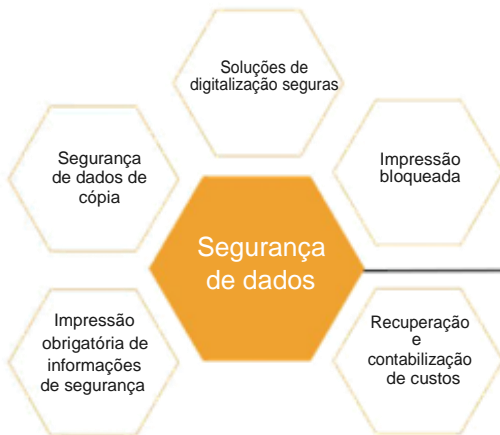 Soluções de
digitalização seguras
Segurança
de dados de
cópia
Impressão
bloqueada
Segurança
de dados
Impressão
obrigatória de
informações
de segurança
Recuperação
e
contabilização
de custos